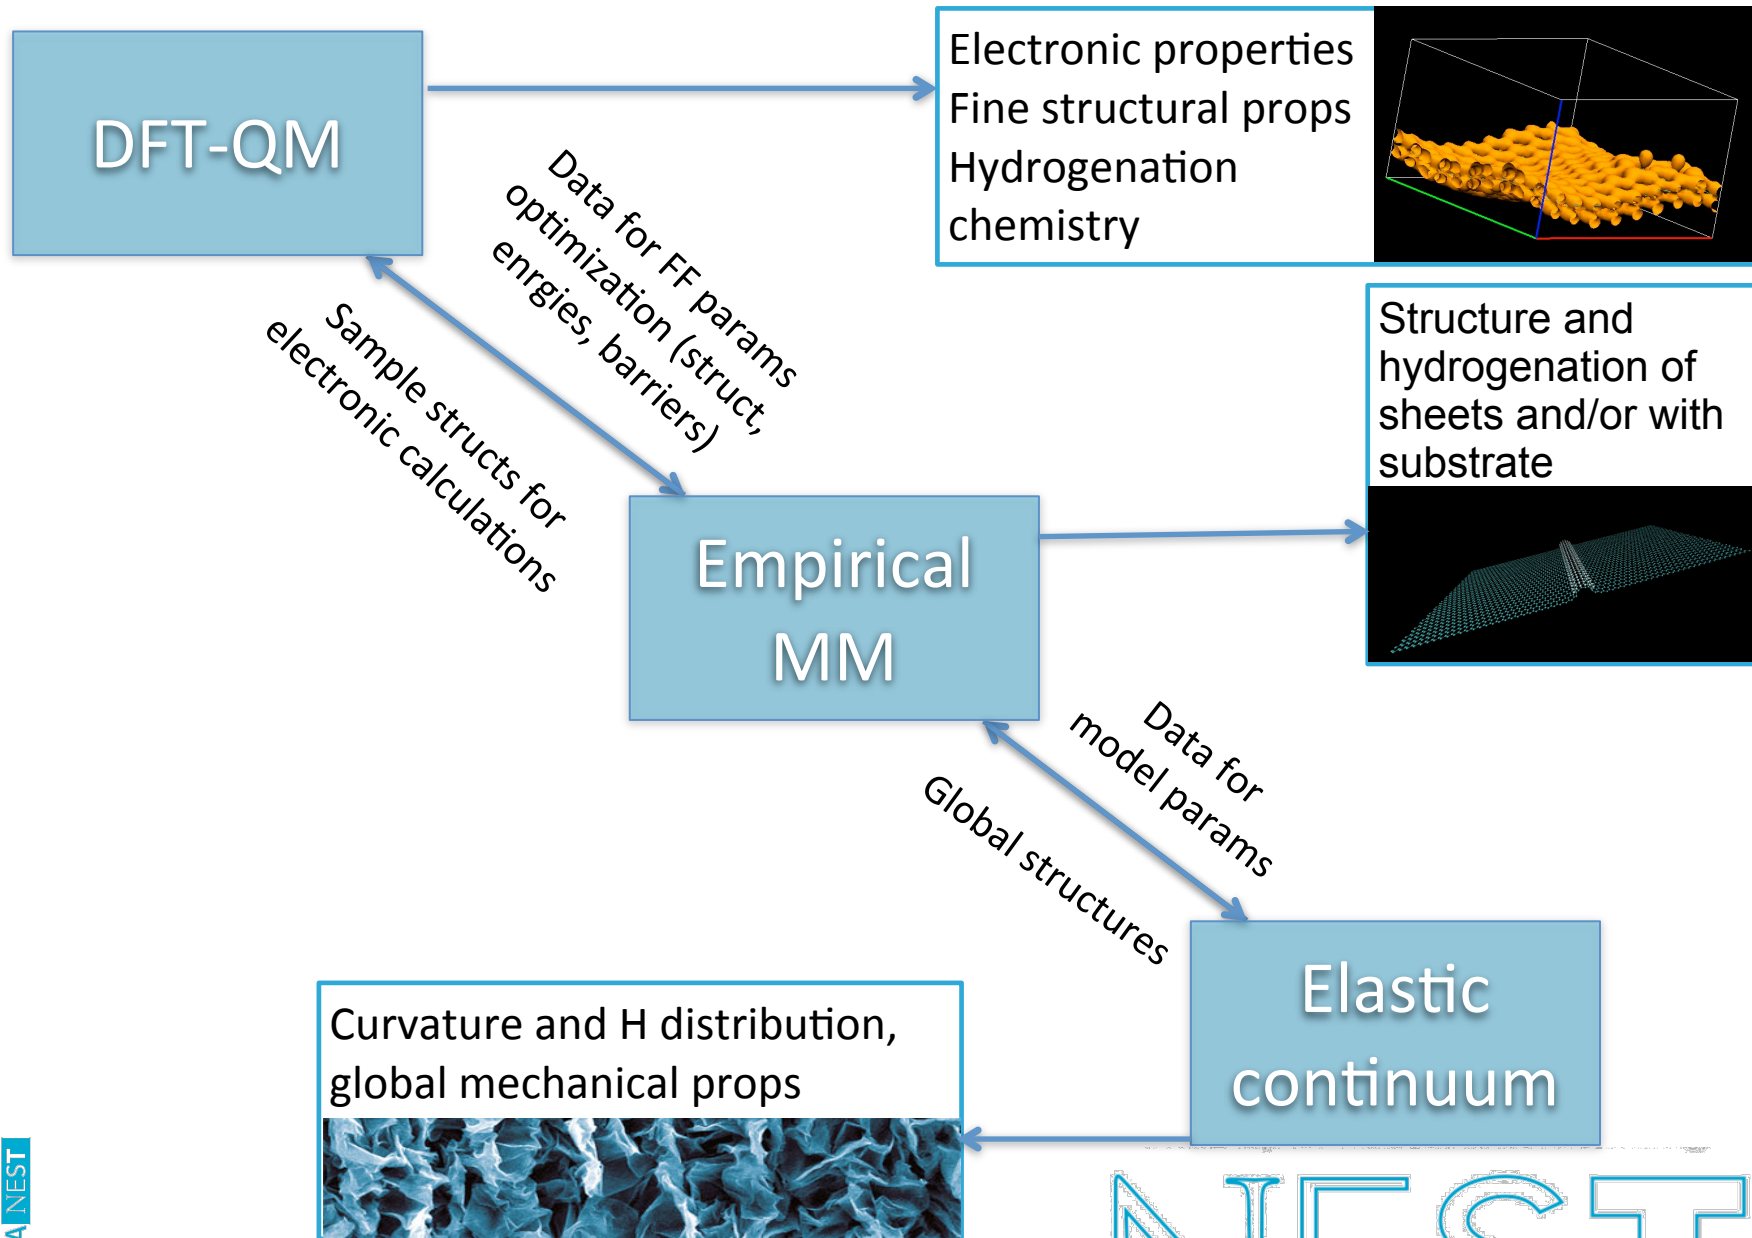 DFT-QM
Electronic properties
Fine structural props
Hydrogenation
chemistry
Data for FF params
optimization (struct,
enrgies, barriers)
Sample structs for
electronic calculations
Structure and
hydrogenation of
sheets and/or with
substrate
Empirical
MM
Data for
model params
Global structures
Elastic
continuum
Curvature and H distribution,
global mechanical props
A NEST
NEST